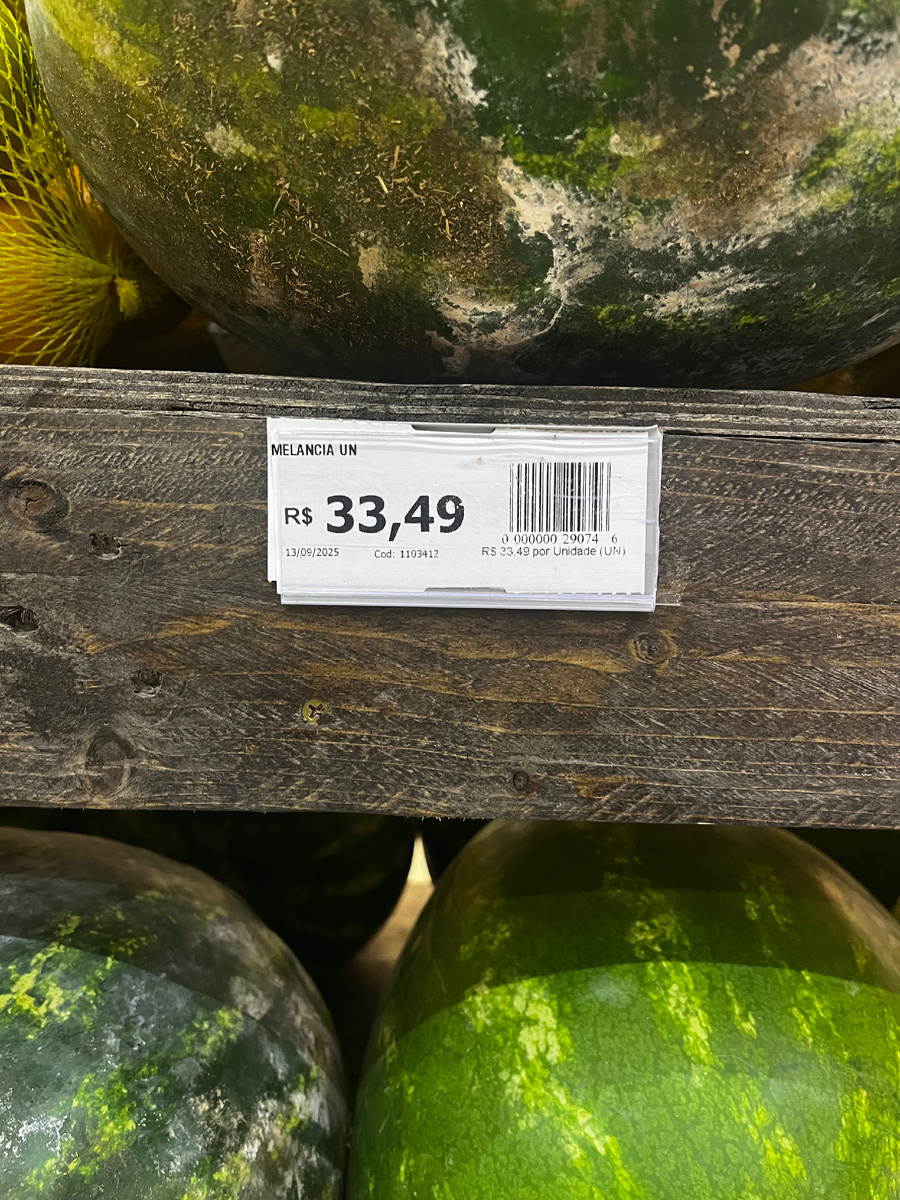 MELANCIA UN
R$ 33,49
0 000000 29074 6
13/09/2025 Cod: 1103412 R$ 33,49 por Unidade (UN)